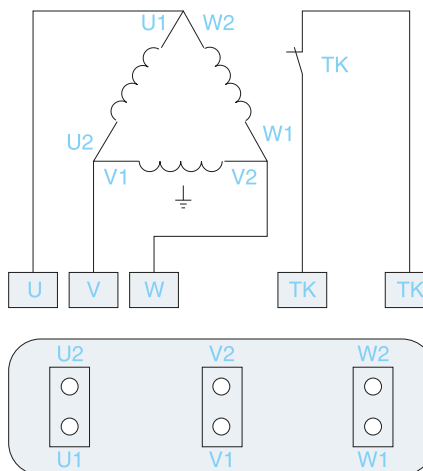 U1 W2
TK
U2 W1
V1 V2
U V W TK TK
U2 V2 W2
U1 V1 W1